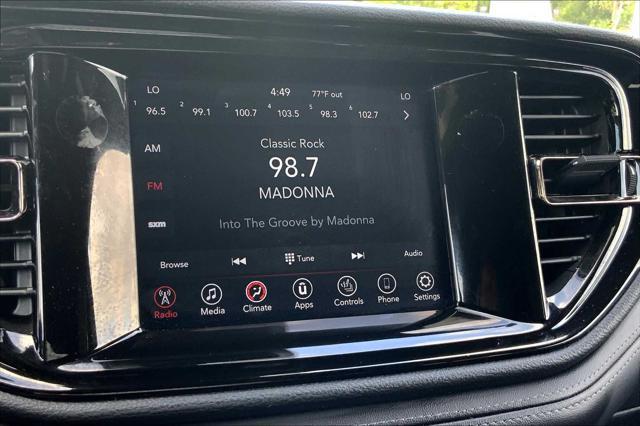 LO 4:49 77°F out LO
1 96.5 2 99.1 3 100.7 4 103.5 5 98.3 6 102.7
Classic Rock
AM
98.7
FM
MADONNA
sxm
Into The Groove by Madonna
Browse Tune Audio
Radio Media Climate Apps Controls Phone Settings